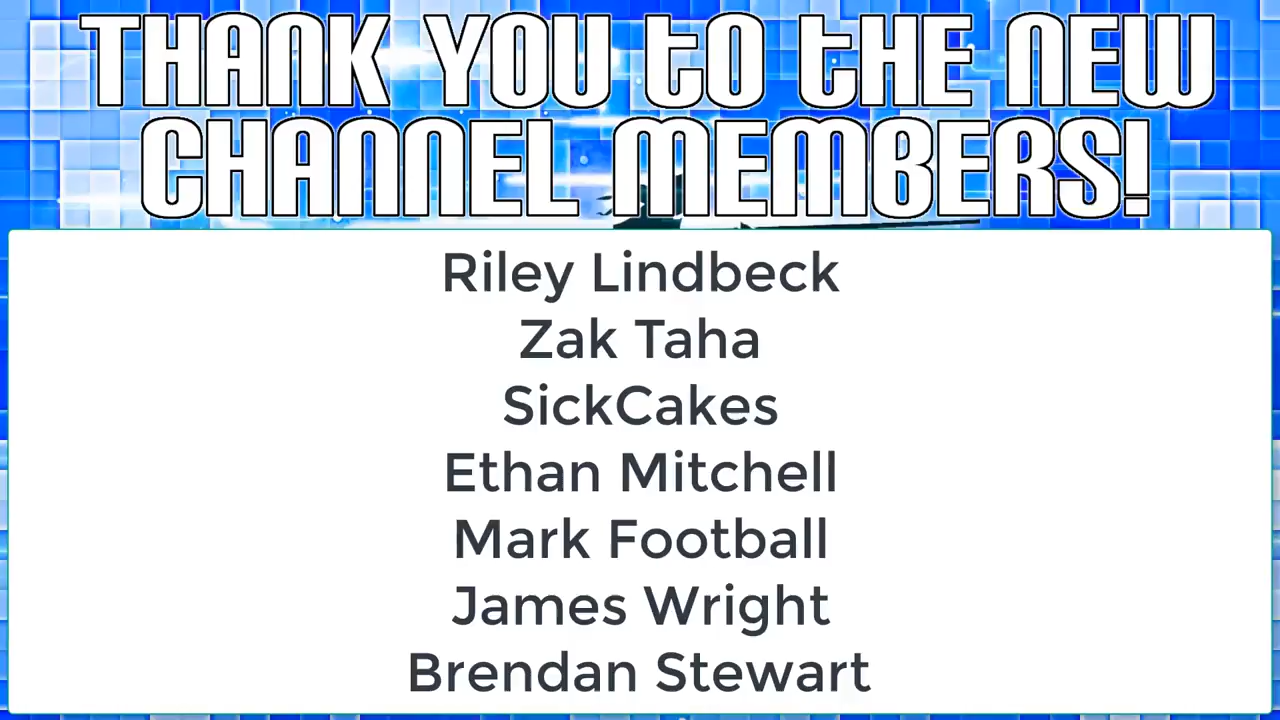 THANK YOU TO THE NEW
CHANNEL MEMBERS!
Riley Lindbeck
Zak Taha
SickCakes
Ethan Mitchell
Mark Football
James Wright
Brendan Stewart